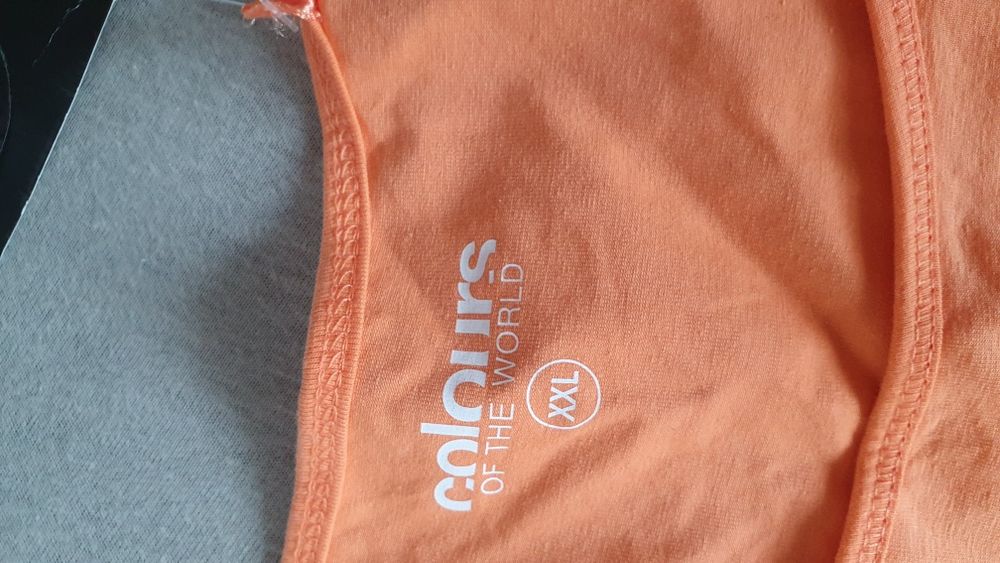 colours
OF THE WORLD
XXL